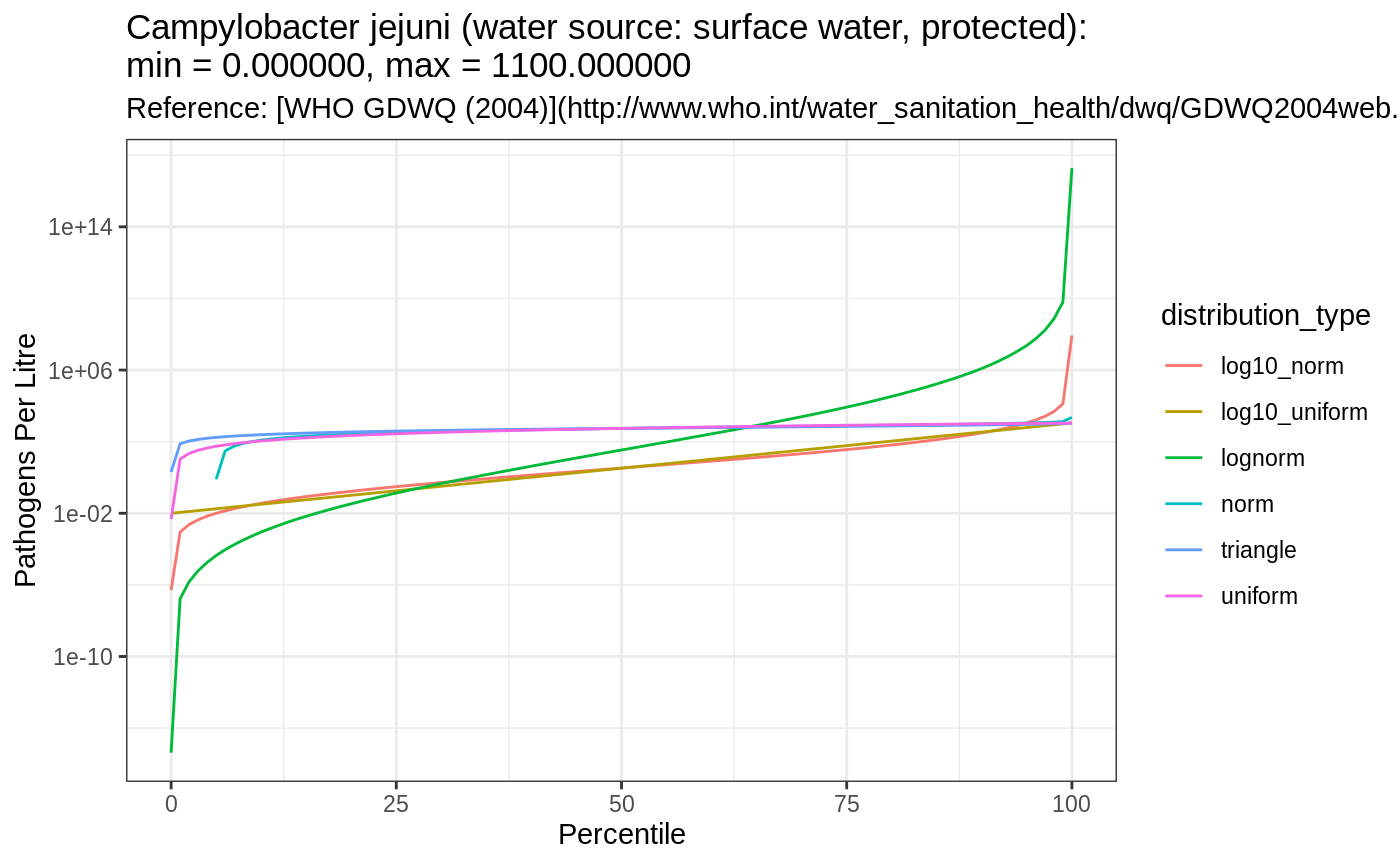 Campylobacter jejuni (water source: surface water, protected):
min = 0.000000, max = 1100.000000
Reference: [WHO GDWQ (2004)](http://www.who.int/water_sanitation_health/dwq/GDWQ2004web.
1e+14
1e+06
1e-02
1e-10
Pathogens Per Litre
0 25 50 75 100
Percentile
distribution_type
log10_norm
log10_uniform
lognorm
norm
triangle
uniform